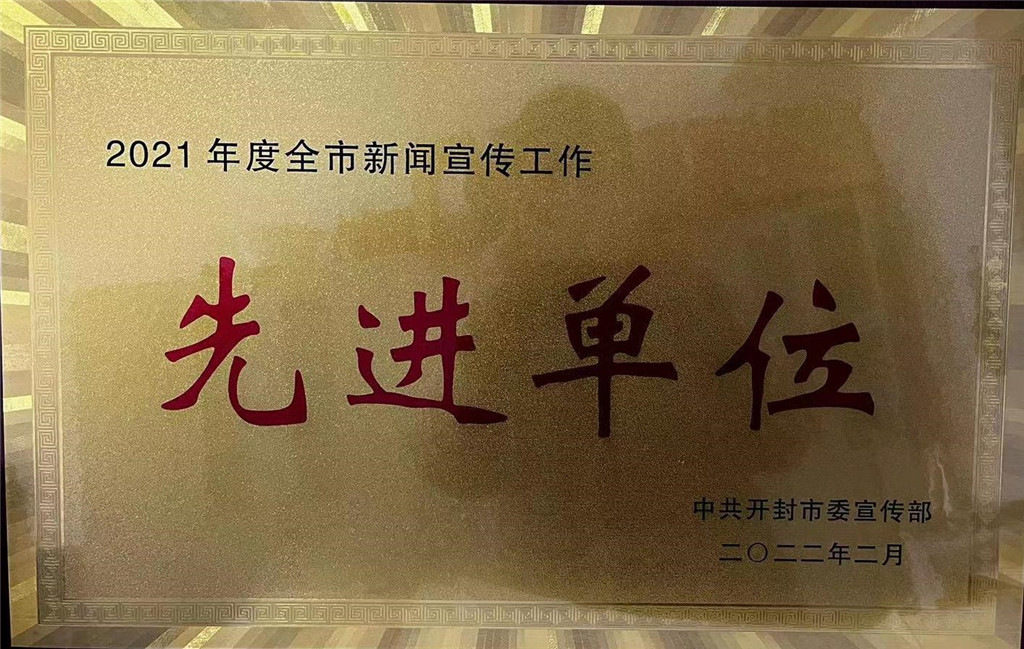 2021年度全市新闻宣传工作
先进单位
中共开封市委宣传部
二〇二二年二月